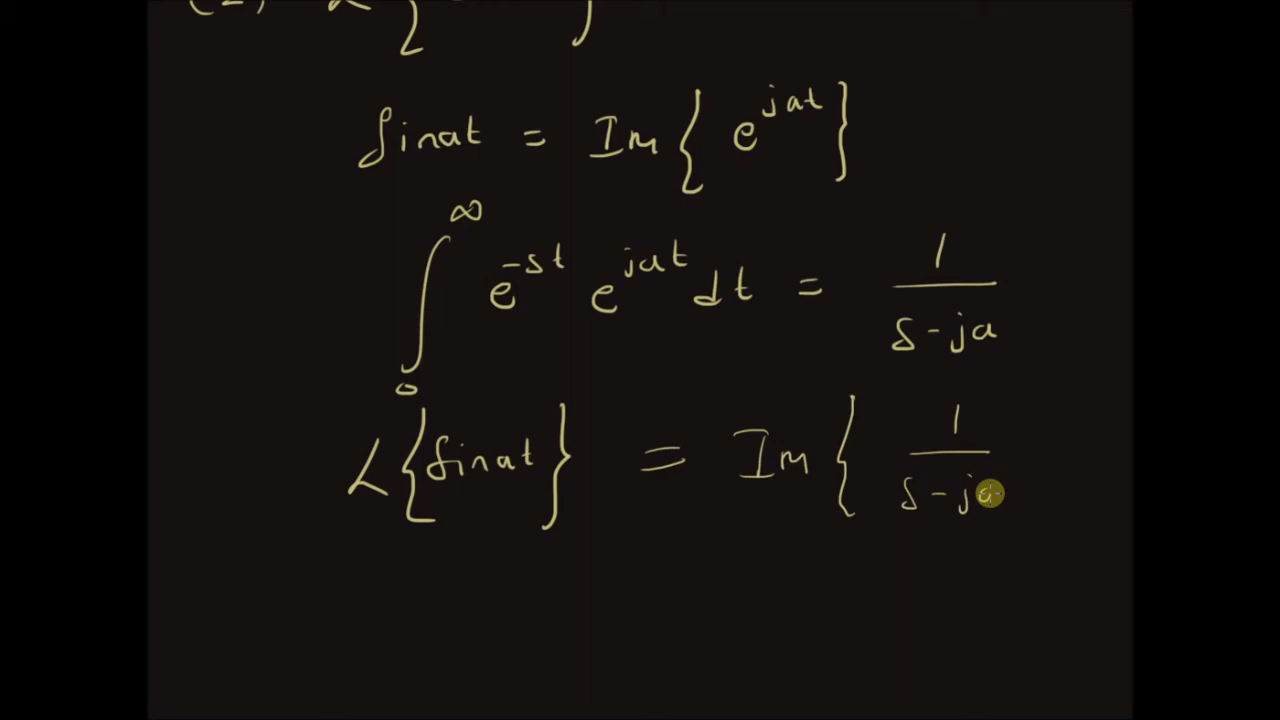 sin at = Im { e^{jat} }
∫_0^∞ e^{-st} e^{jat} dt = 1/(s-ja)
L{sin at} = Im { 1/(s-ja